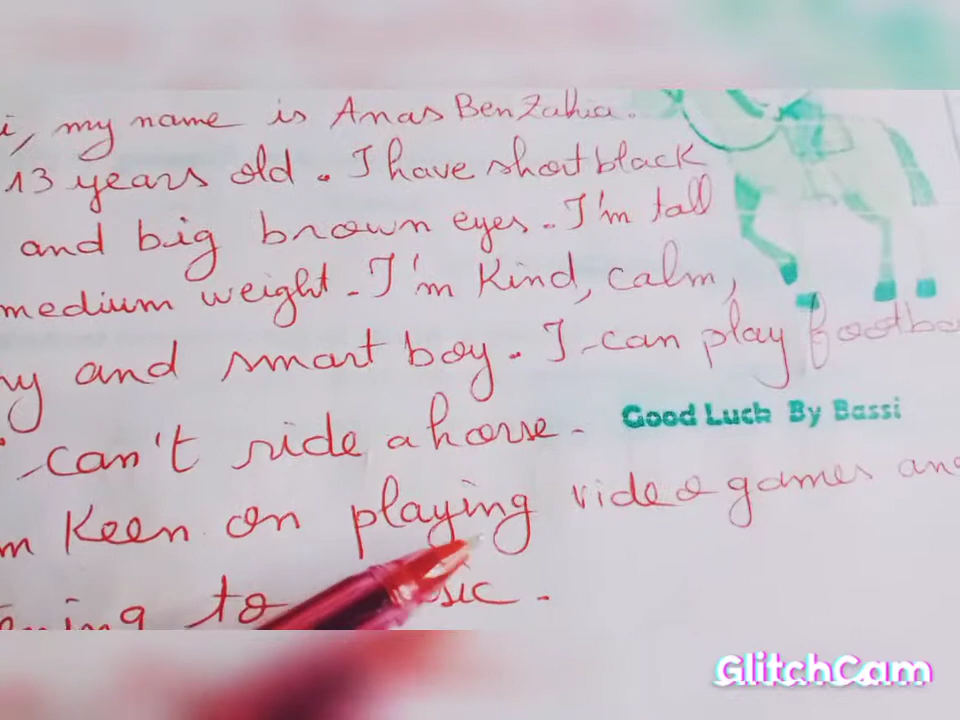 i, my name is Anas BenZahia.
13 years old. I have short black
and big brown eyes. I'm tall
medium weight. I'm kind, calm,
and smart boy. I can play
can't ride a horse.
Good Luck By Bassi
Keen on playing video games
to
GlitchCam